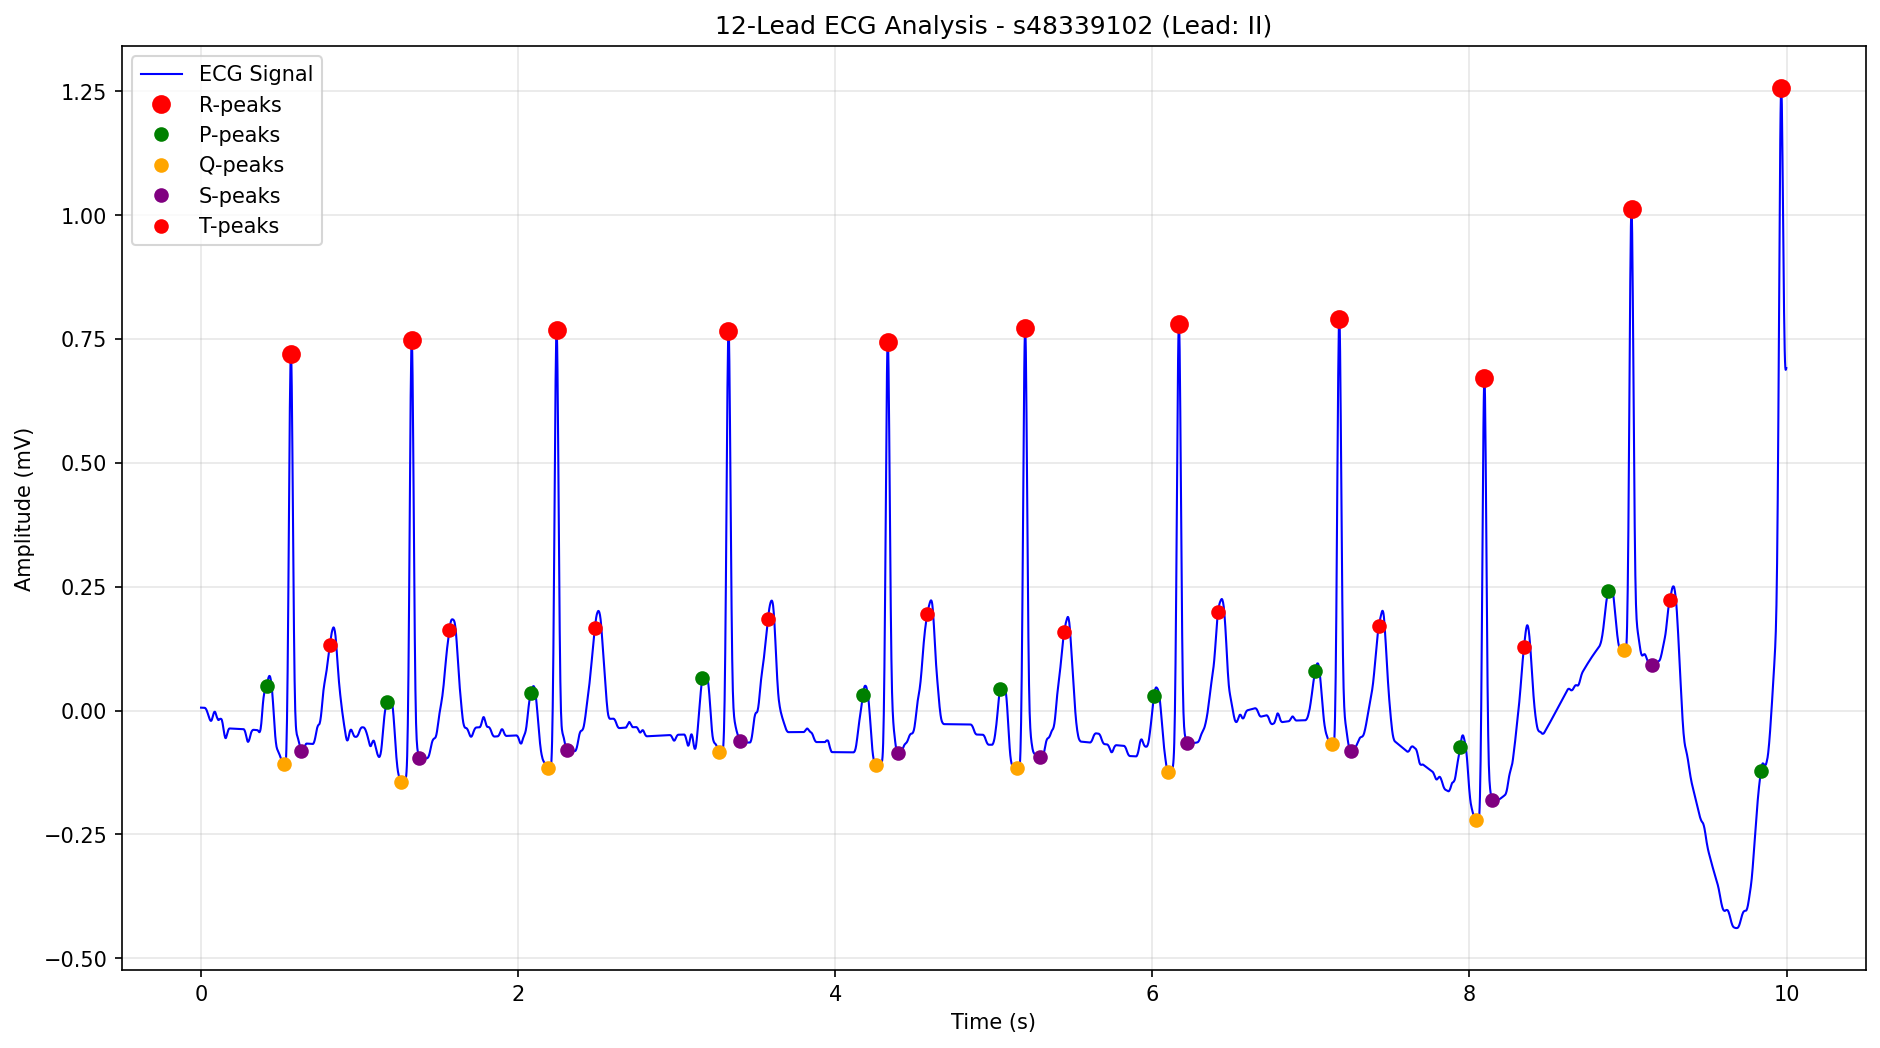 12-Lead ECG Analysis - s48339102 (Lead: II)
ECG Signal
R-peaks
P-peaks
Q-peaks
S-peaks
T-peaks
Amplitude (mV)
1.25
1.00
0.75
0.50
0.25
0.00
−0.25
−0.50
0 2 4 6 8 10
Time (s)